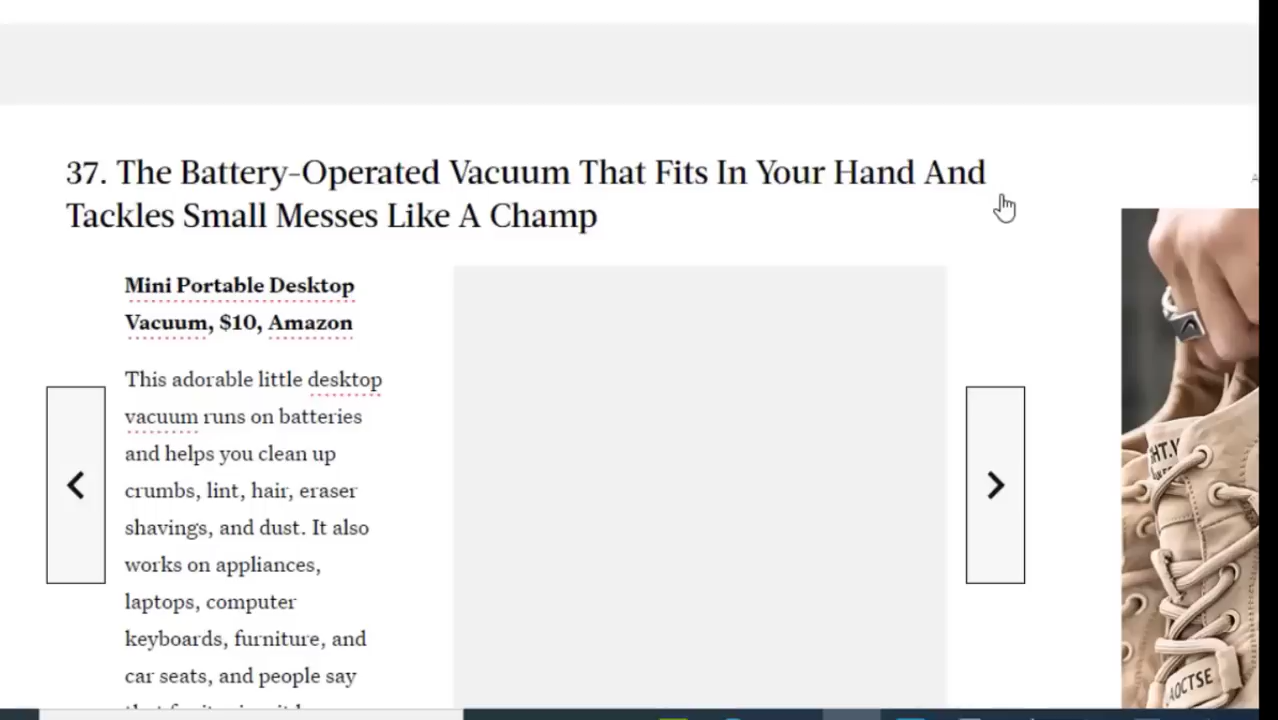 37. The Battery-Operated Vacuum That Fits In Your Hand And
Tackles Small Messes Like A Champ
Mini Portable Desktop
Vacuum, $10, Amazon
This adorable little desktop
vacuum runs on batteries
and helps you clean up
crumbs, lint, hair, eraser
shavings, and dust. It also
works on appliances,
laptops, computer
keyboards, furniture, and
car seats, and people say
AOCTSE